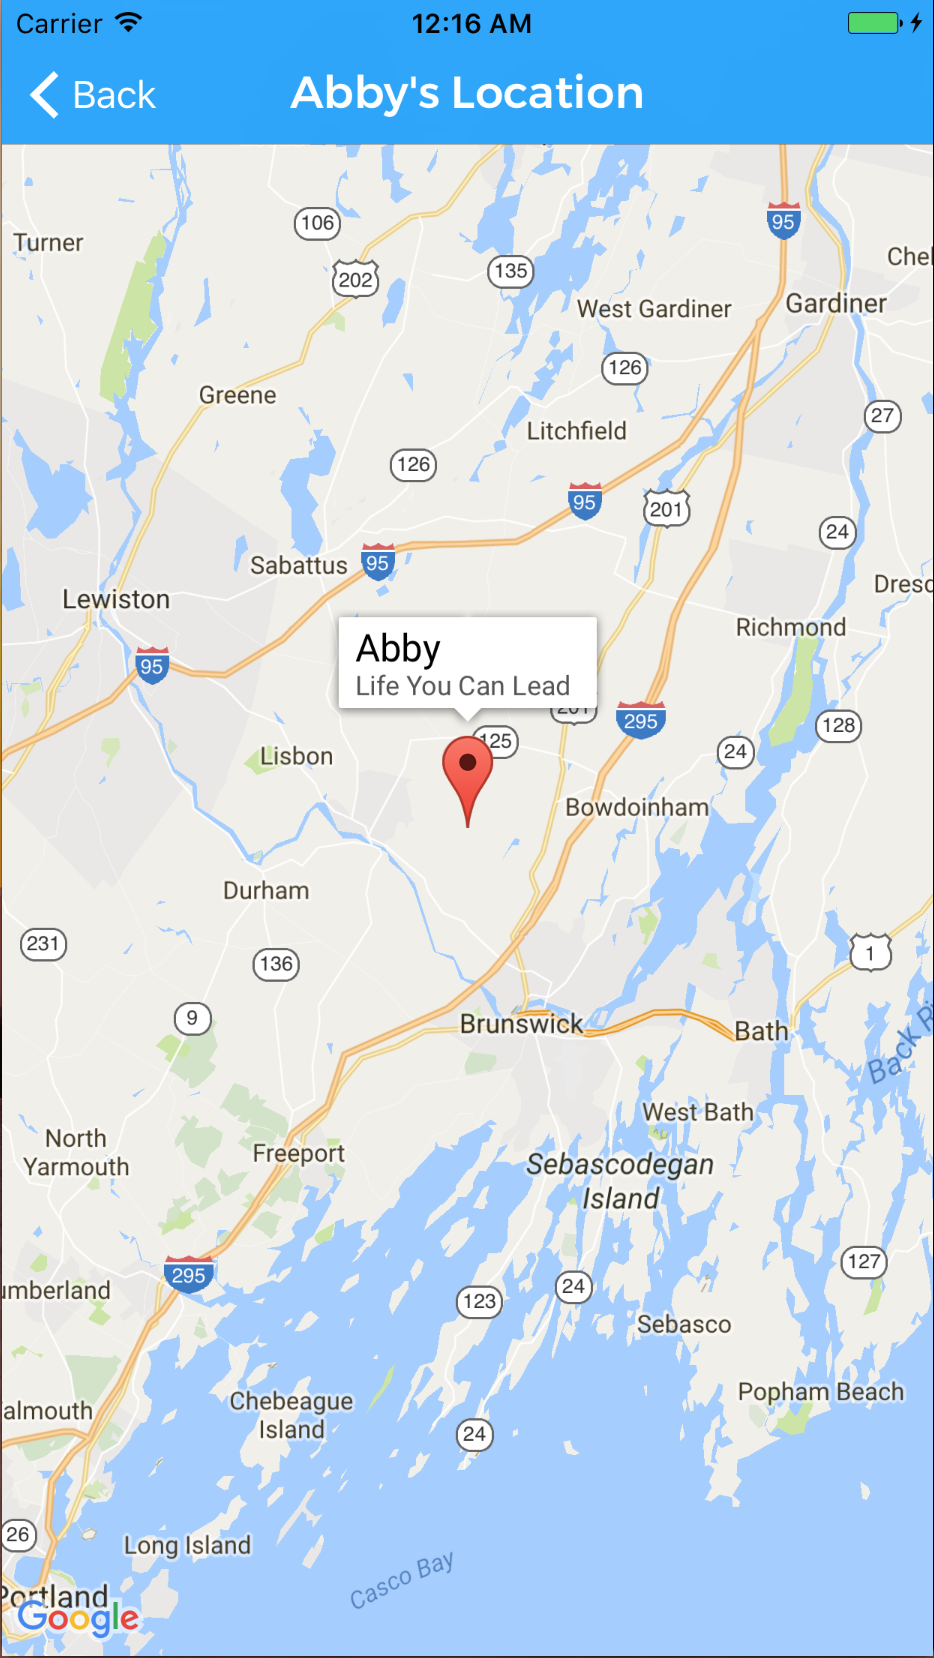 Carrier
12:16 AM
Back
Abby's Location
Turner
106
95
202
135
Chel
West Gardiner
Gardiner
126
Greene
27
Litchfield
126
95
201
24
Sabattus
95
Lewiston
Dresd
Richmond
Abby
Life You Can Lead
95
201
295
128
125
24
Lisbon
Bowdoinham
Durham
231
1
136
9
Brunswick
Bath
Back Ri
West Bath
North
Yarmouth
Freeport
Sebascodegan
Island
127
295
umberland
24
123
Sebasco
Popham Beach
Chebeague
Island
almouth
24
26
Long Island
Casco Bay
Portland
Google